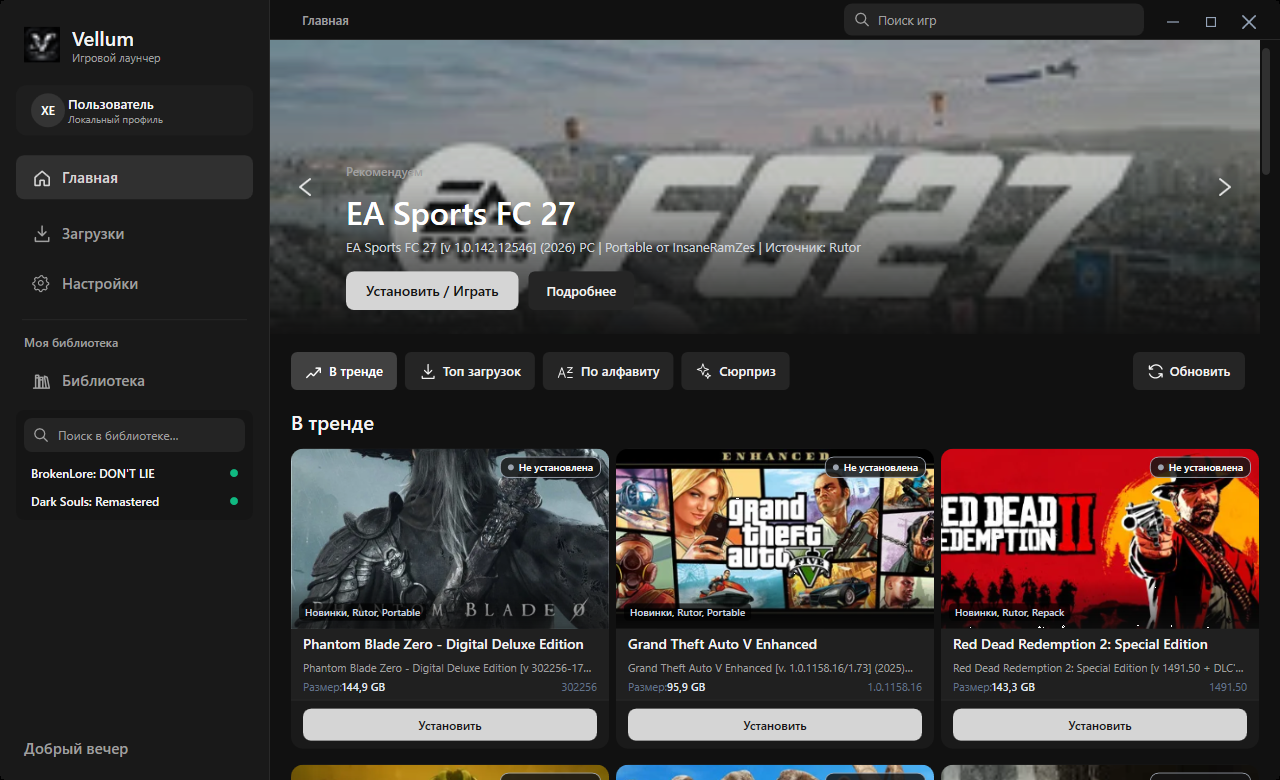 Vellum
Игровой лаунчер
Главная
Поиск игр
XE
Пользователь
Локальный профиль
Главная
Загрузки
Настройки
Моя библиотека
Библиотека
Поиск в библиотеке...
BrokenLore: DON'T LIE
Dark Souls: Remastered
Добрый вечер
EA SPORTS
FC27
Рекомендуем
EA Sports FC 27
EA Sports FC 27 [v 1.0.142.12546] (2026) PC | Portable от InsaneRamZes | Источник: Rutor
Установить / Играть
Подробнее
В тренде
Топ загрузок
AZ По алфавиту
Сюрприз
Обновить
В тренде
Не установлена
M BLADE 0
Новинки, Rutor, Portable
Phantom Blade Zero - Digital Deluxe Edition
Phantom Blade Zero - Digital Deluxe Edition [v 302256-17...
Размер:144,9 GB
302256
Установить
ENHANCED
Не установлена
grand
theft
auto
V
FIVE
Новинки, Rutor, Portable
Grand Theft Auto V Enhanced
Grand Theft Auto V Enhanced [v. 1.0.1158.16/1.73] (2025)...
Размер:95,9 GB
1.0.1158.16
Установить
Не установлена
RED DEAD
REDEMPTION II
Новинки, Rutor, Repack
Red Dead Redemption 2: Special Edition
Red Dead Redemption 2: Special Edition [v 1491.50 + DLC'...
Размер:143,3 GB
1491.50
Установить